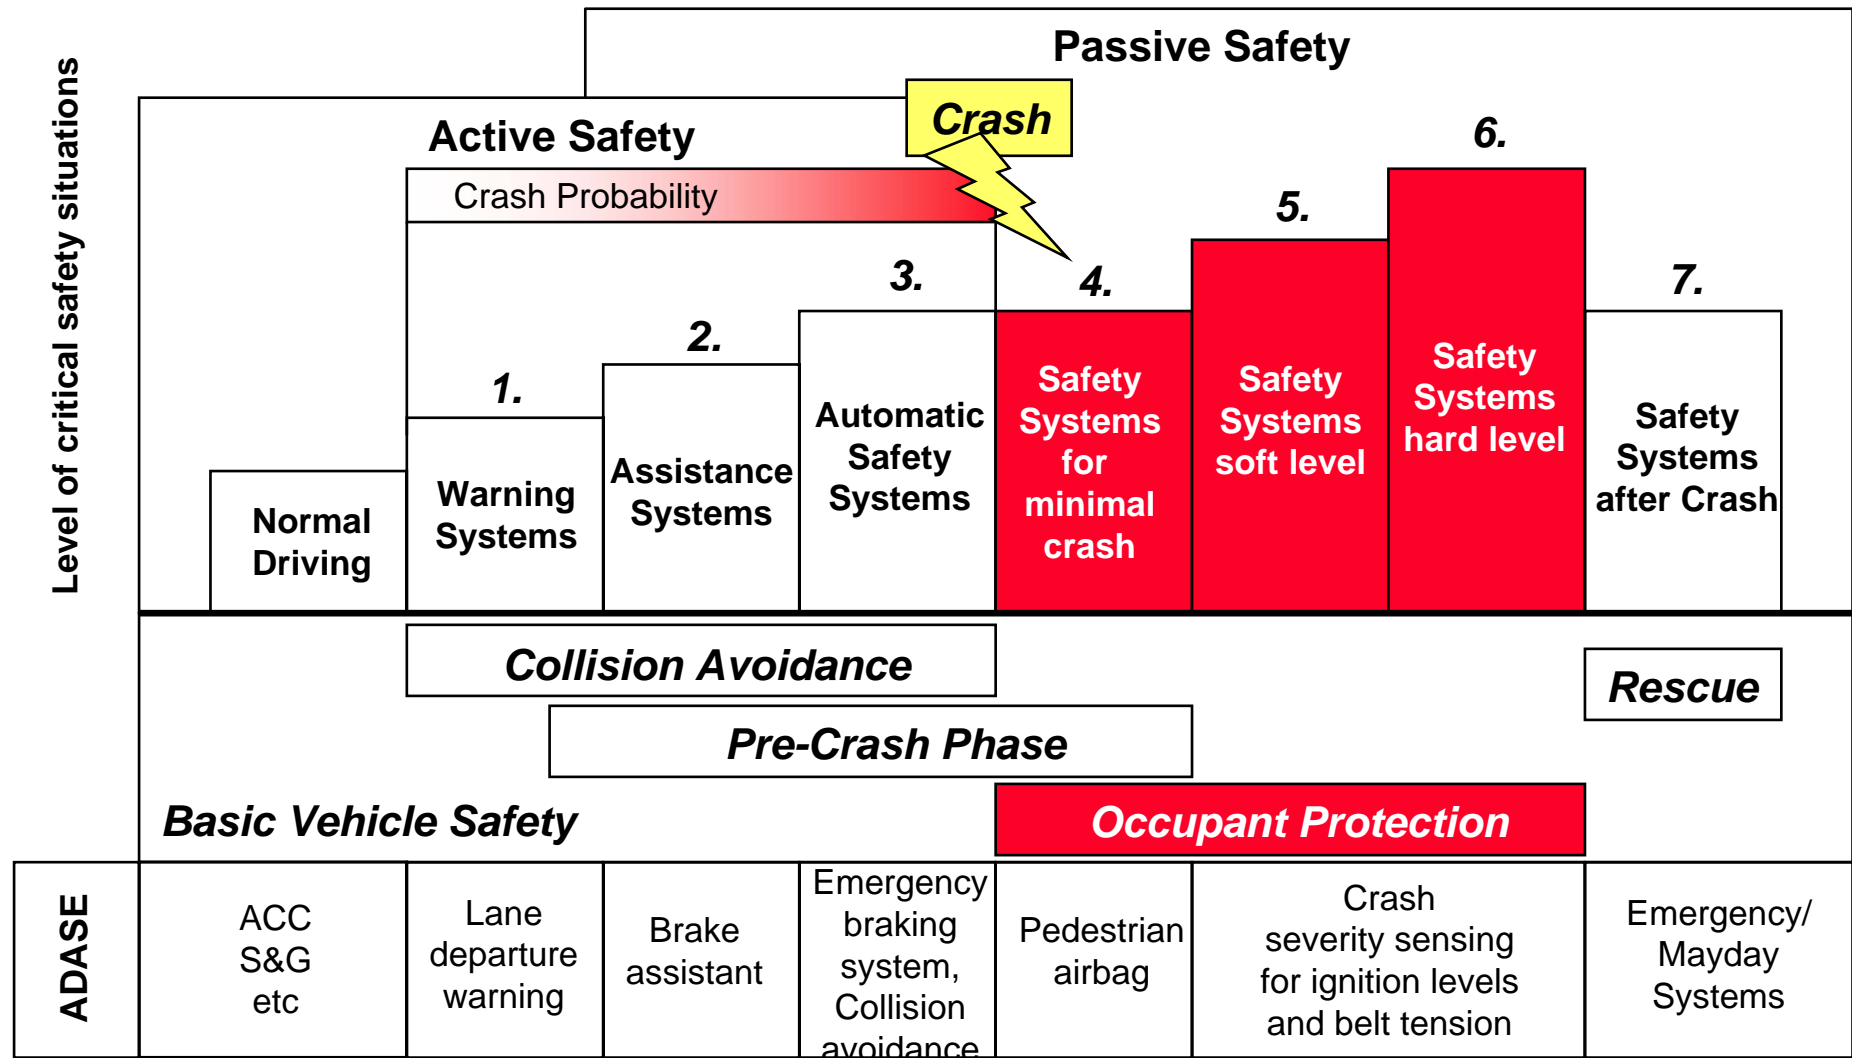 Level of critical safety situations
Passive Safety
Active Safety
Crash
Crash Probability
Normal
Driving
1.
Warning
Systems
2.
Assistance
Systems
3.
Automatic
Safety
Systems
4.
Safety
Systems
for
minimal
crash
5.
Safety
Systems
soft level
6.
Safety
Systems
hard level
7.
Safety
Systems
after Crash
Collision Avoidance
Rescue
Pre-Crash Phase
Basic Vehicle Safety
Occupant Protection
ADASE
ACC
S&G
etc
Lane
departure
warning
Brake
assistant
Emergency
braking
system,
Collision
avoidance
Pedestrian
airbag
Crash
severity sensing
for ignition levels
and belt tension
Emergency/
Mayday
Systems